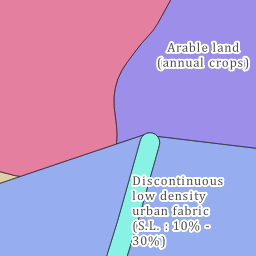 Arable land
(annual crops)
Discontinuous
low density
urban fabric
(S.L. : 10% -
30%)